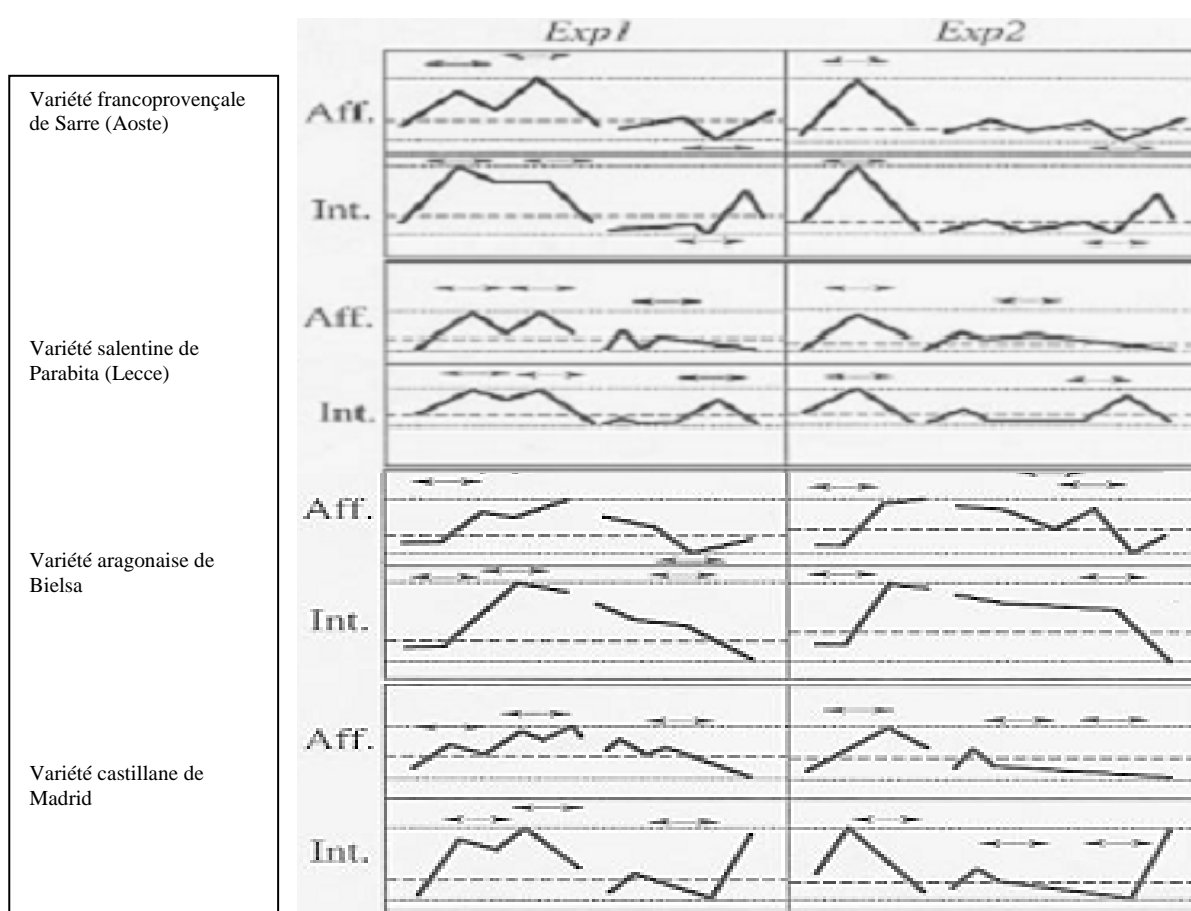 Exp1 Exp2
Variété francoprovençale
de Sarre (Aoste)
Aff.
Int.
Variété salentine de
Parabita (Lecce)
Aff.
Int.
Variété aragonaise de
Bielsa
Aff.
Int.
Variété castillane de
Madrid
Aff.
Int.